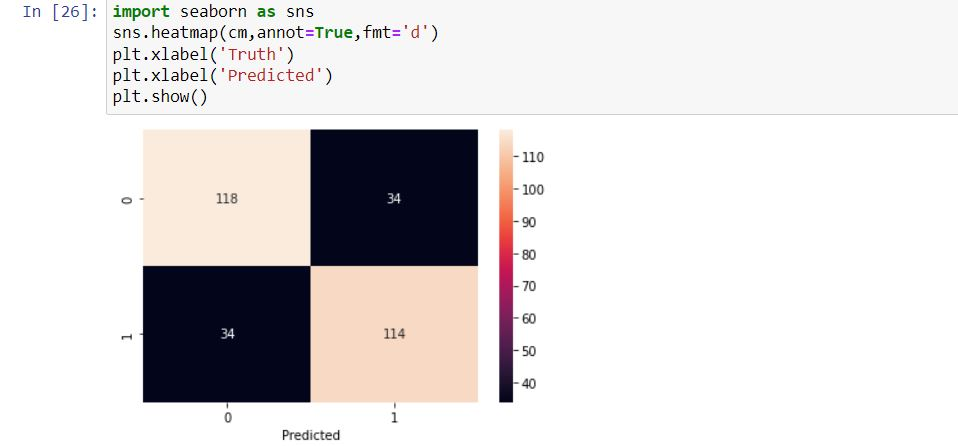 In [26]: import seaborn as sns
sns.heatmap(cm,annot=True,fmt='d')
plt.xlabel('Truth')
plt.xlabel('Predicted')
plt.show()
110
0 118 34
100
90
80
70
1 34 114
60
50
40
0 1
Predicted